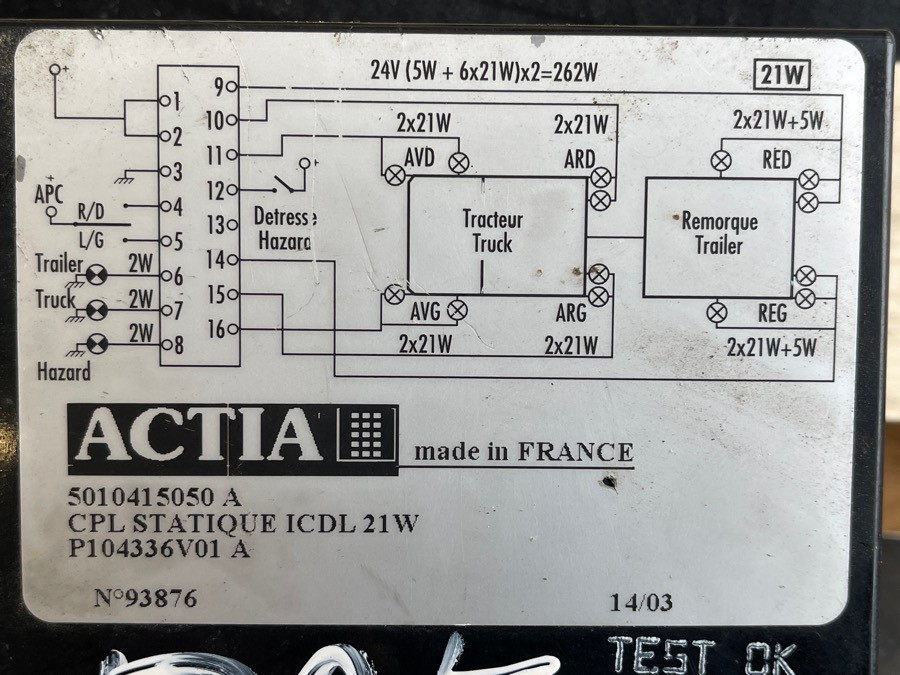 24V (5W + 6x21W)x2=262W
21W
+
1
2
3
4
5
6
7
8
9
10
11
12
13
14
15
16
+
APC
R/D
L/G
Trailer
2W
Truck
2W
2W
Hazard
+
Detresse
Hazard
2x21W
AVD
2x21W
ARD
2x21W+5W
RED
Tracteur
Truck
Remorque
Trailer
AVG
2x21W
ARG
2x21W
REG
2x21W+5W
ACTIA
made in FRANCE
5010415050 A
CPL STATIQUE ICDL 21W
P104336V01 A
N°93876
14/03
TEST OK